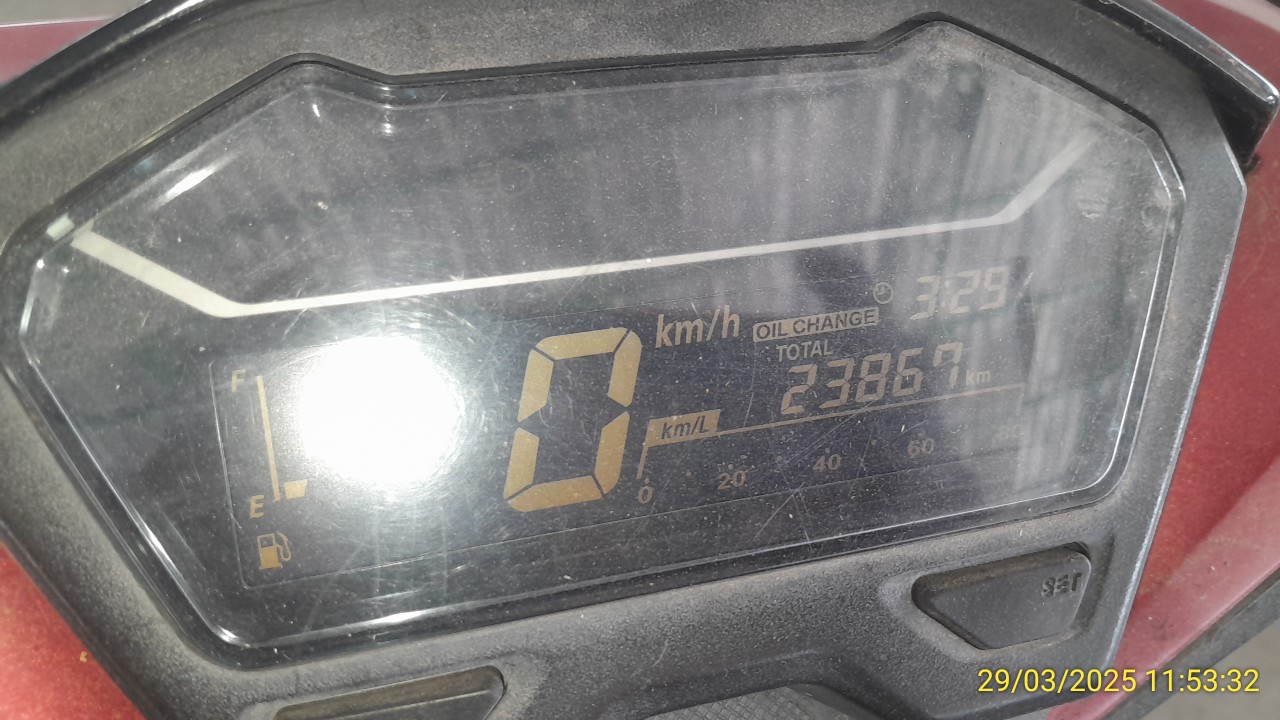 3:29
km/h
OIL CHANGE
TOTAL
23867 km
F
0
km/L
E
0 20 40 60 80
SET
29/03/2025 11:53:32